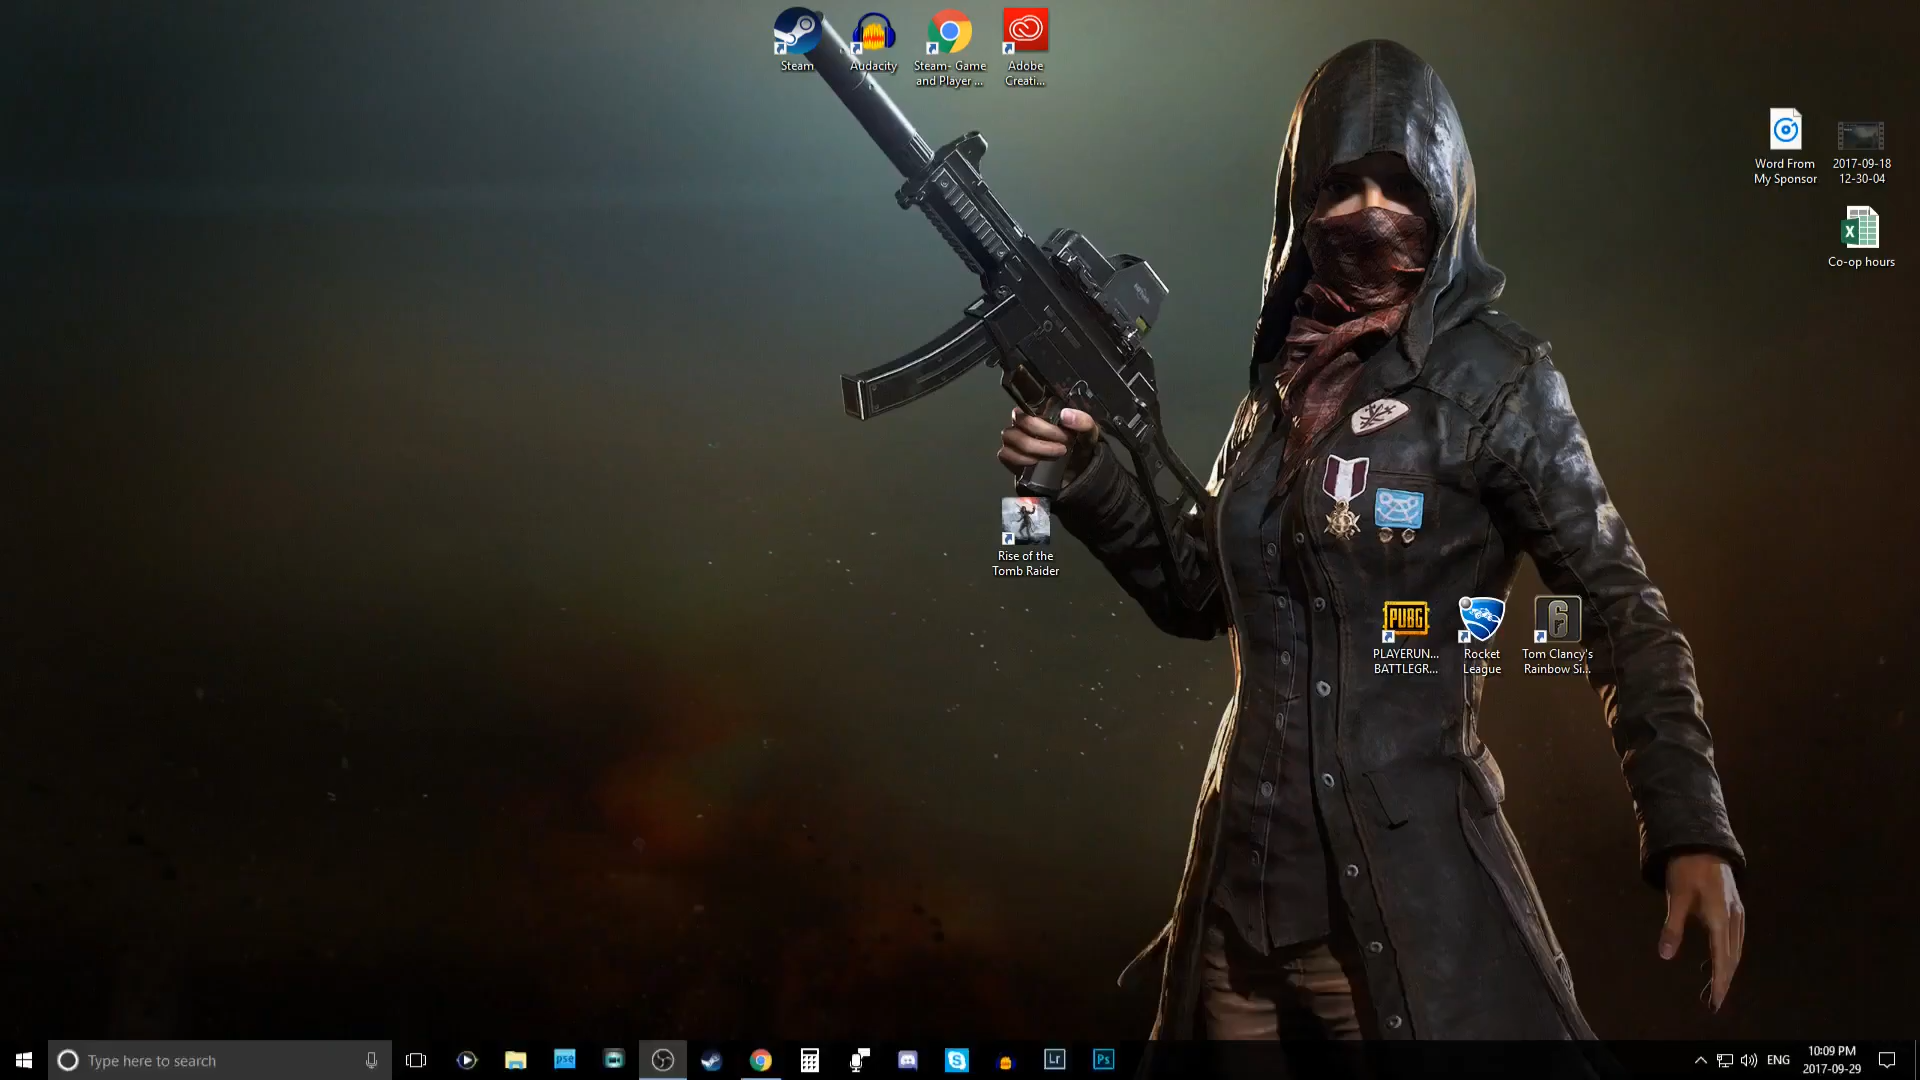 Steam
Audacity
Steam- Game
and Player ...
Adobe
Creati...
Word From
My Sponsor
2017-09-18
12-30-04
X
Co-op hours
Rise of the
Tomb Raider
PUBG
PLAYERUN...
BATTLEGR...
Rocket
League
6
Tom Clancy's
Rainbow Si...
Type here to search
pse
Lr
Ps
ENG
10:09 PM
2017-09-29